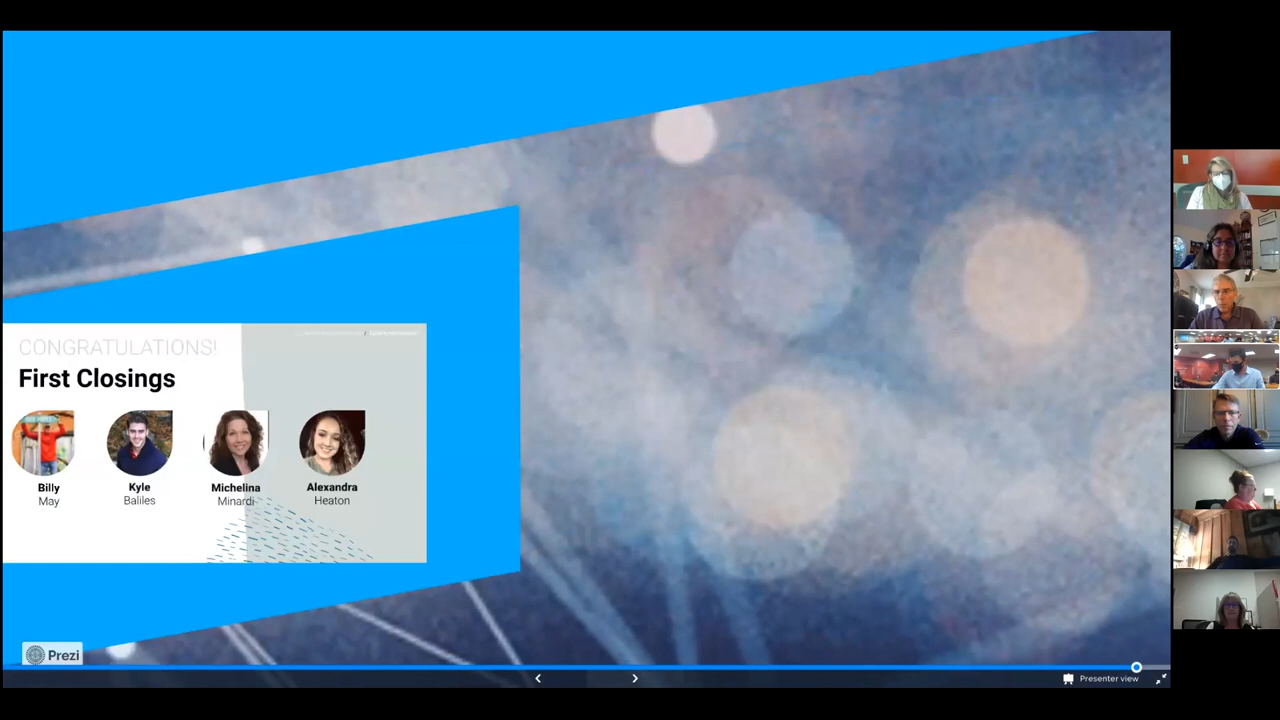 CONGRATULATIONS!
First Closings
Billy
May
Kyle
Baliles
Michelina
Minardi
Alexandra
Heaton
Prezi
Presenter view